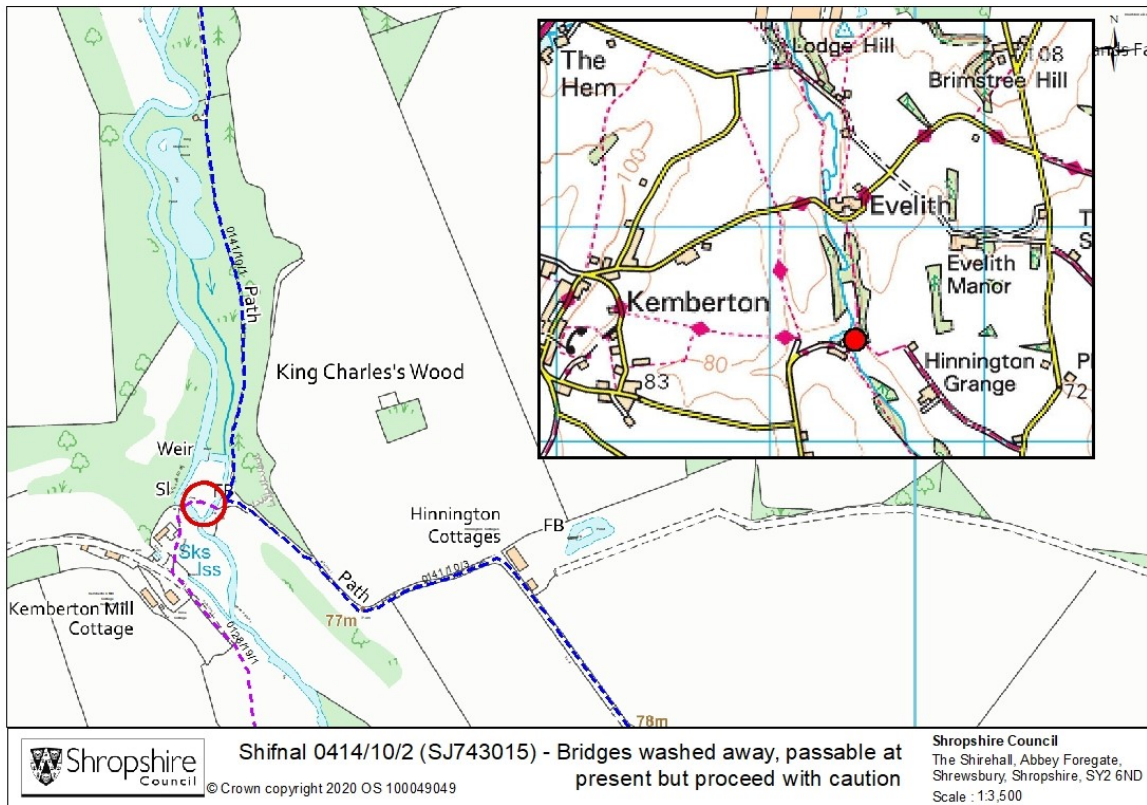 The
Hem
Lodge Hill
108
Brimstree Hill
N
100
Evelith
Evelith
Manor
Kemberton
80
83
Hinnington
Grange
72
0141/10/1
Path
King Charles's Wood
Weir
Sl
FB
Hinnington
Cottages
FB
Sks
Iss
0141/10/3
Path
77m
Kemberton Mill
Cottage
0128/19/1
78m
Shropshire
Council
Shifnal 0414/10/2 (SJ743015) - Bridges washed away, passable at
present but proceed with caution
© Crown copyright 2020 OS 100049049
Shropshire Council
The Shirehall, Abbey Foregate,
Shrewsbury, Shropshire, SY2 6ND
Scale : 1:3,500